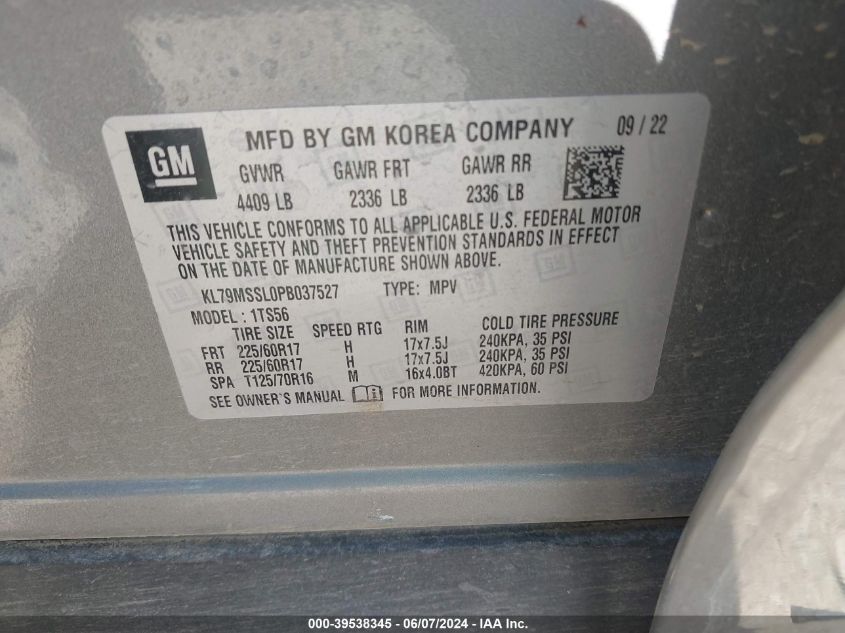 GM
MFD BY GM KOREA COMPANY 09 / 22
GVWR GAWR FRT GAWR RR
4409 LB 2336 LB 2336 LB
THIS VEHICLE CONFORMS TO ALL APPLICABLE U.S. FEDERAL MOTOR
VEHICLE SAFETY AND THEFT PREVENTION STANDARDS IN EFFECT
ON THE DATE OF MANUFACTURE SHOWN ABOVE.
KL79MSSL0PB037527 TYPE: MPV
MODEL : 1TS56
TIRE SIZE SPEED RTG RIM COLD TIRE PRESSURE
FRT 225/60R17 H 17x7.5J 240KPA, 35 PSI
RR 225/60R17 H 17x7.5J 240KPA, 35 PSI
SPA T125/70R16 M 16x4.0BT 420KPA, 60 PSI
SEE OWNER'S MANUAL FOR MORE INFORMATION.
000-39538345 - 06/07/2024 - IAAI Inc.